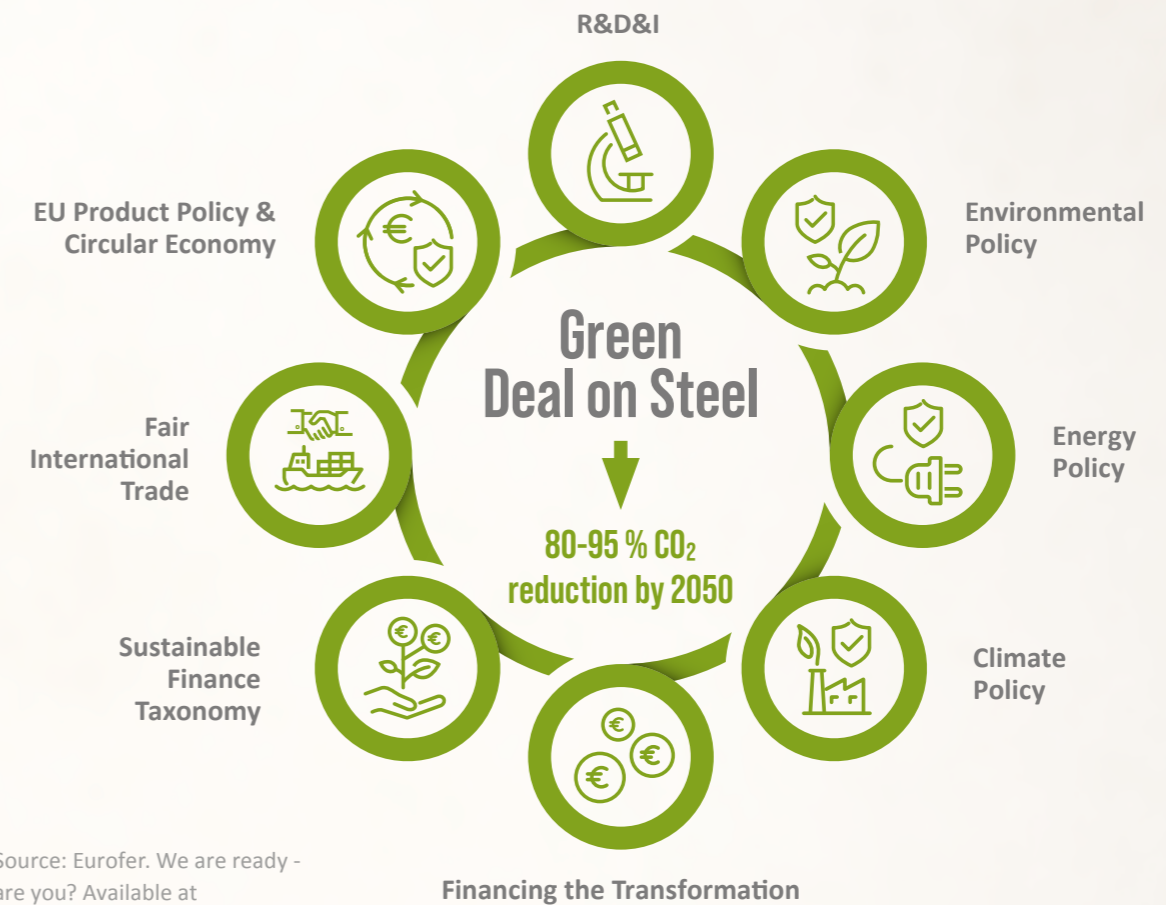 R&D&I
EU Product Policy &
Circular Economy
Environmental
Policy
Green
Deal on Steel
Fair
International
Trade
Energy
Policy
80-95 % CO₂
reduction by 2050
Sustainable
Finance
Taxonomy
Climate
Policy
Source: Eurofer. We are ready -
are you? Available at
Financing the Transformation